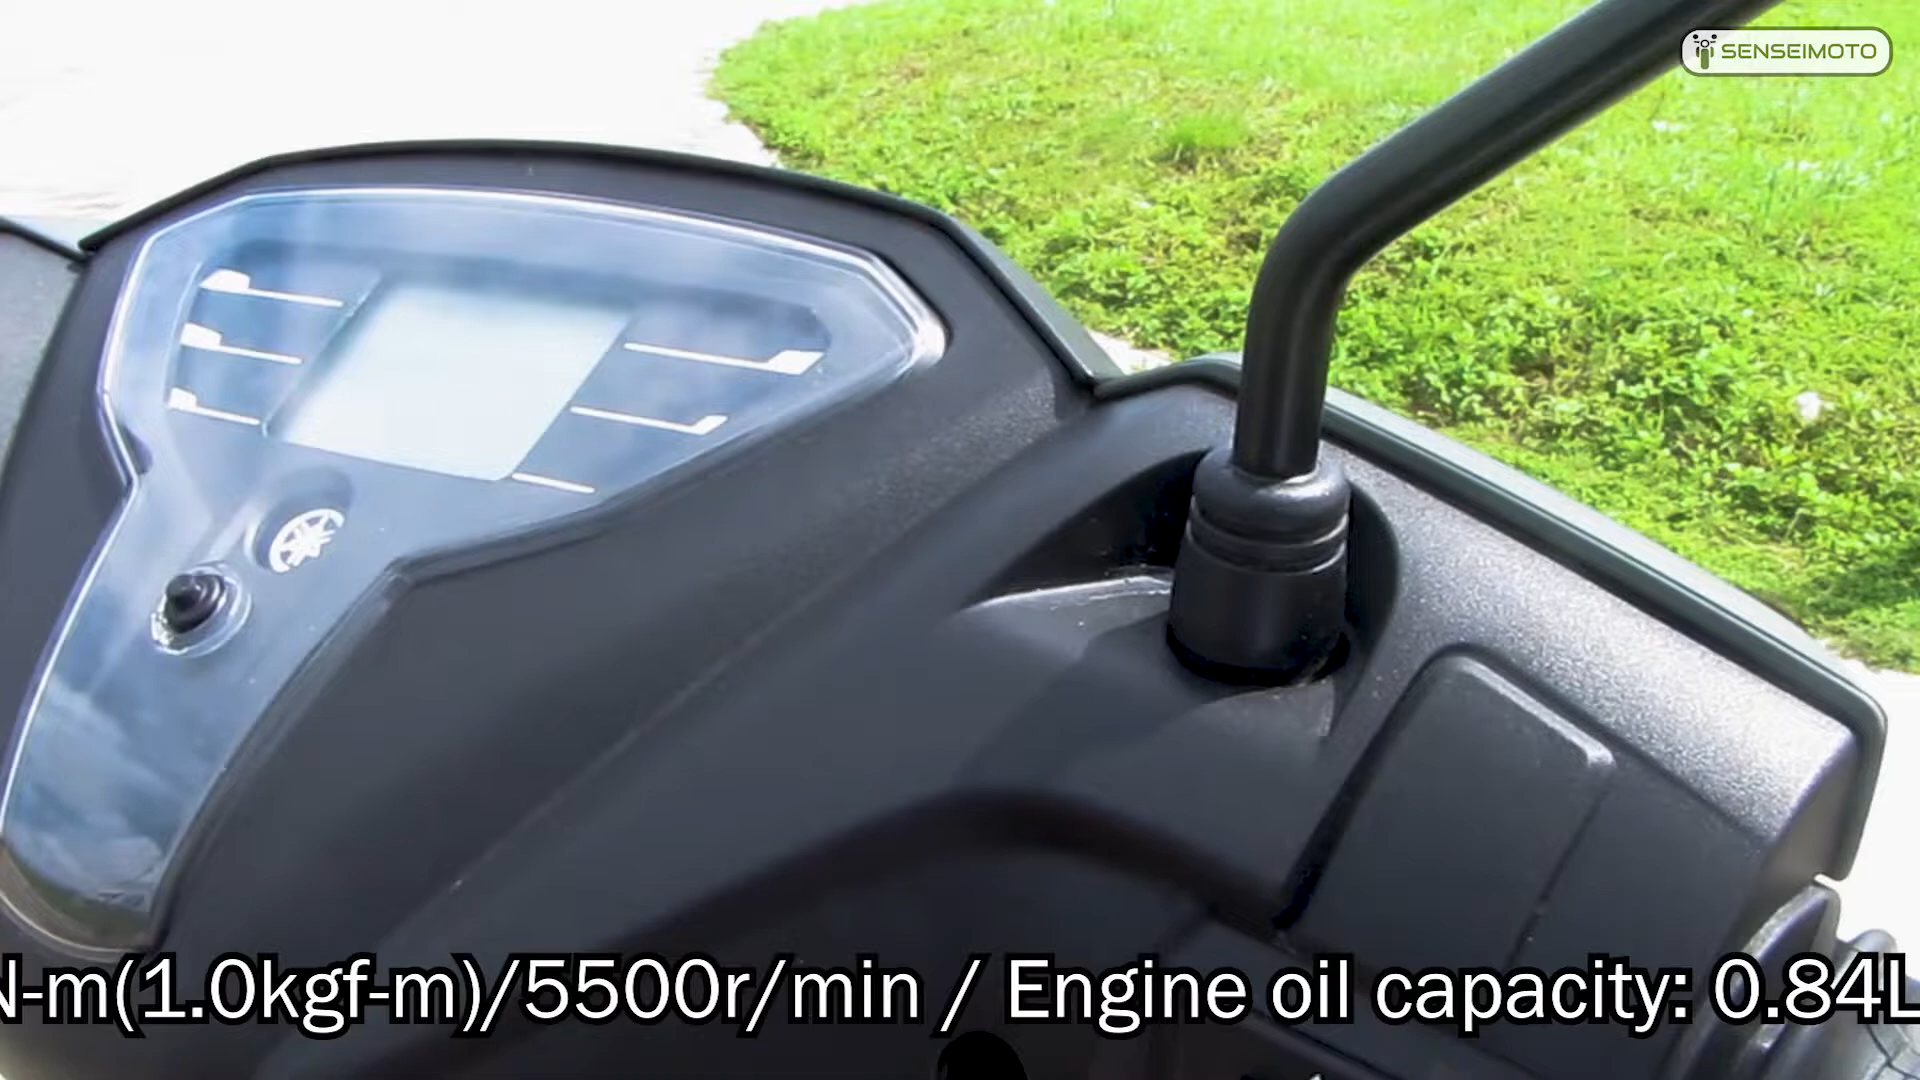 SENSEIMOTO
N-m(1.0kgf-m)/5500r/min / Engine oil capacity: 0.84L